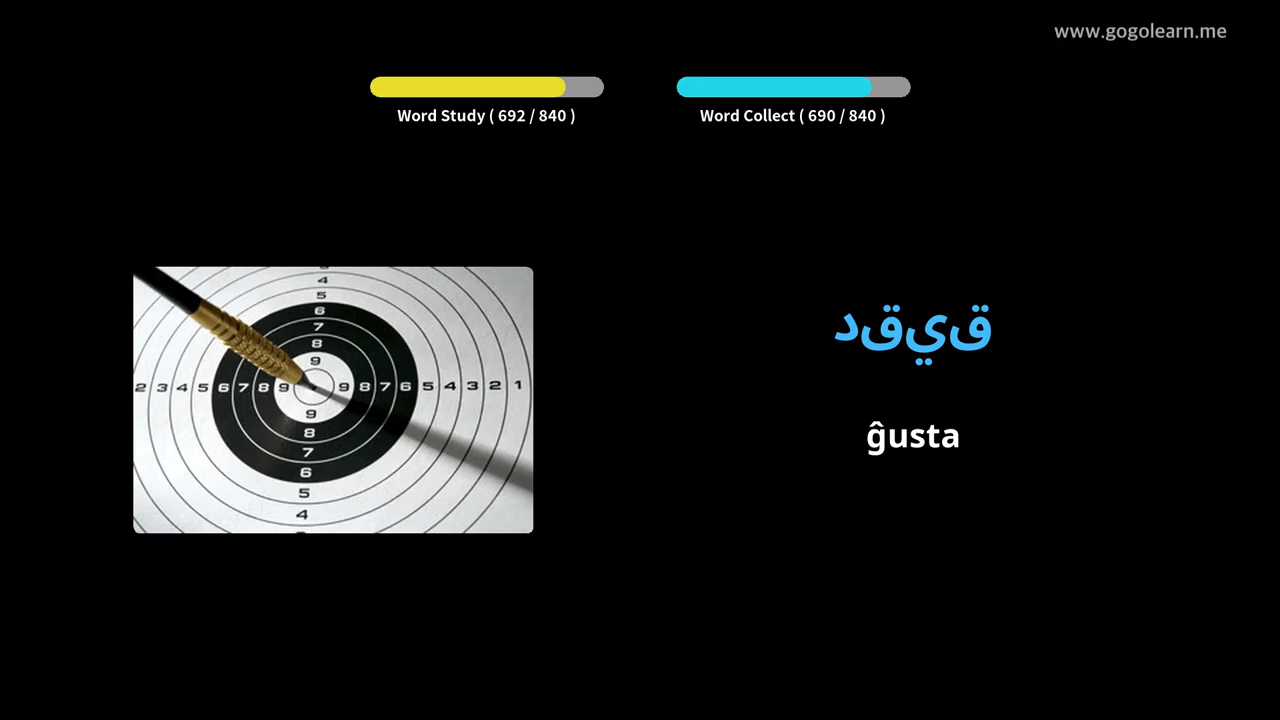 www.gogolearn.me
Word Study ( 692 / 840 )
Word Collect ( 690 / 840 )
4
5
6
7
8
9
2 3 4 5 6 7 8 9 9 8 7 6 5 4 3 2 1
9
8
7
6
5
4
قيقد
ĝusta